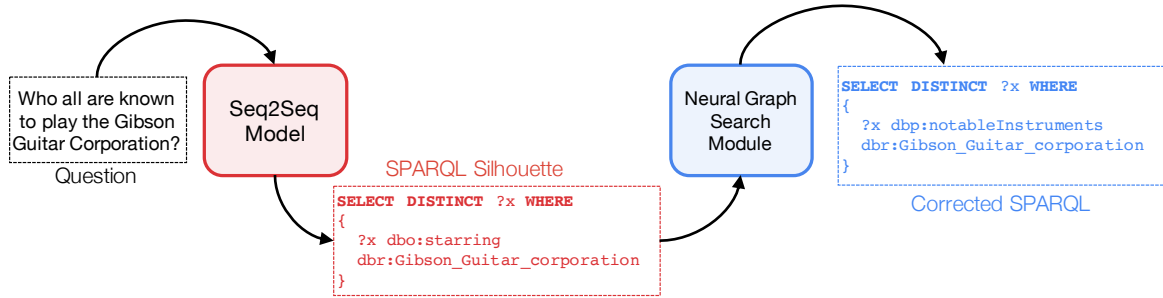 Who all are known
to play the Gibson
Guitar Corporation?
Question
Seq2Seq
Model
SPARQL Silhouette
SELECT DISTINCT ?x WHERE
{
?x dbo:starring
dbr:Gibson_Guitar_corporation
}
Neural Graph
Search
Module
SELECT DISTINCT ?x WHERE
{
?x dbp:notableInstruments
dbr:Gibson_Guitar_corporation
}
Corrected SPARQL